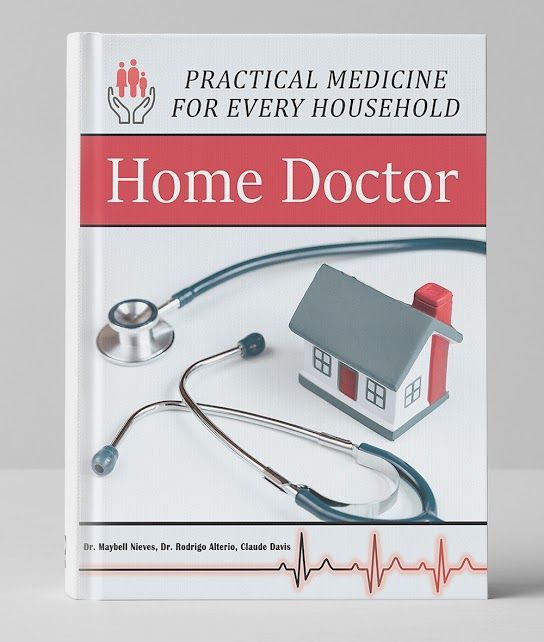 PRACTICAL MEDICINE
FOR EVERY HOUSEHOLD
Home Doctor
Dr. Maybell Nieves, Dr. Rodrigo Alterio, Claude Davis